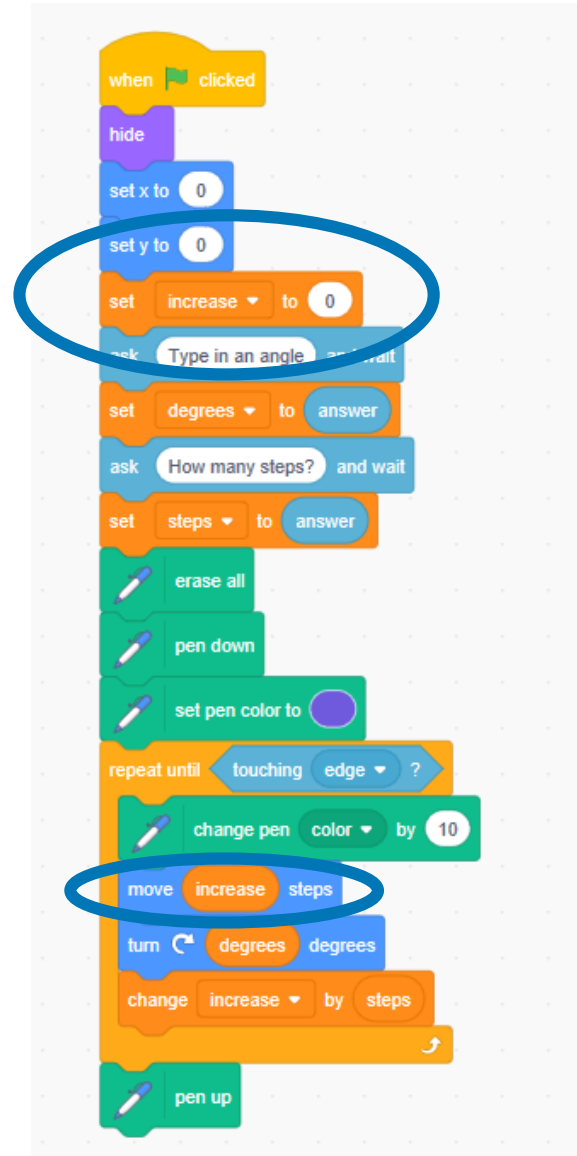 when clicked
hide
set x to 0
set y to 0
set increase to 0
ask Type in an angle and wait
set degrees to answer
ask How many steps? and wait
set steps to answer
erase all
pen down
set pen color to
repeat until touching edge ?
change pen color by 10
move increase steps
turn degrees degrees
change increase by steps
pen up